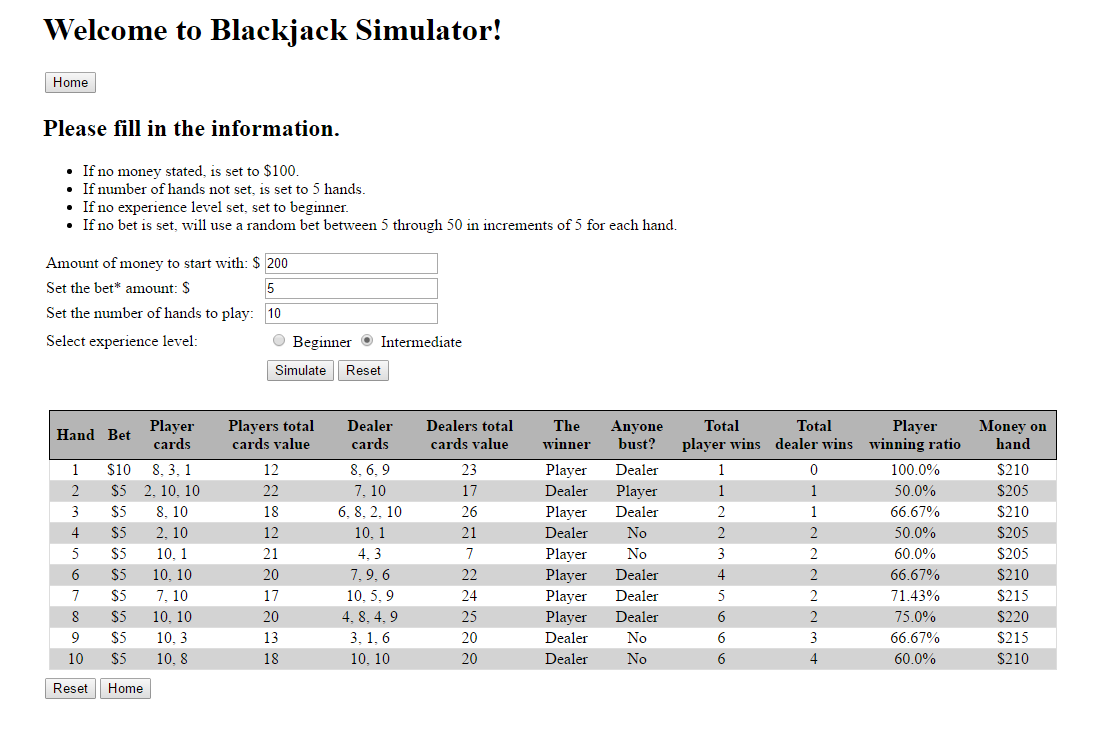 Welcome to Blackjack Simulator!
Home
Please fill in the information.
• If no money stated, is set to $100.
• If number of hands not set, is set to 5 hands.
• If no experience level set, set to beginner.
• If no bet is set, will use a random bet between 5 through 50 in increments of 5 for each hand.
Amount of money to start with: $ 200
Set the bet* amount: $ 5
Set the number of hands to play: 10
Select experience level: Beginner Intermediate
Simulate Reset
Hand Bet Player cards Players total cards value Dealer cards Dealers total cards value The winner Anyone bust? Total player wins Total dealer wins Player winning ratio Money on hand
1 $10 8, 3, 1 12 8, 6, 9 23 Player Dealer 1 0 100.0% $210
2 $5 2, 10, 10 22 7, 10 17 Dealer Player 1 1 50.0% $205
3 $5 8, 10 18 6, 8, 2, 10 26 Player Dealer 2 1 66.67% $210
4 $5 2, 10 12 10, 1 21 Dealer No 2 2 50.0% $205
5 $5 10, 1 21 4, 3 7 Player No 3 2 60.0% $205
6 $5 10, 10 20 7, 9, 6 22 Player Dealer 4 2 66.67% $210
7 $5 7, 10 17 10, 5, 9 24 Player Dealer 5 2 71.43% $215
8 $5 10, 10 20 4, 8, 4, 9 25 Player Dealer 6 2 75.0% $220
9 $5 10, 3 13 3, 1, 6 20 Dealer No 6 3 66.67% $215
10 $5 10, 8 18 10, 10 20 Dealer No 6 4 60.0% $210
Reset Home